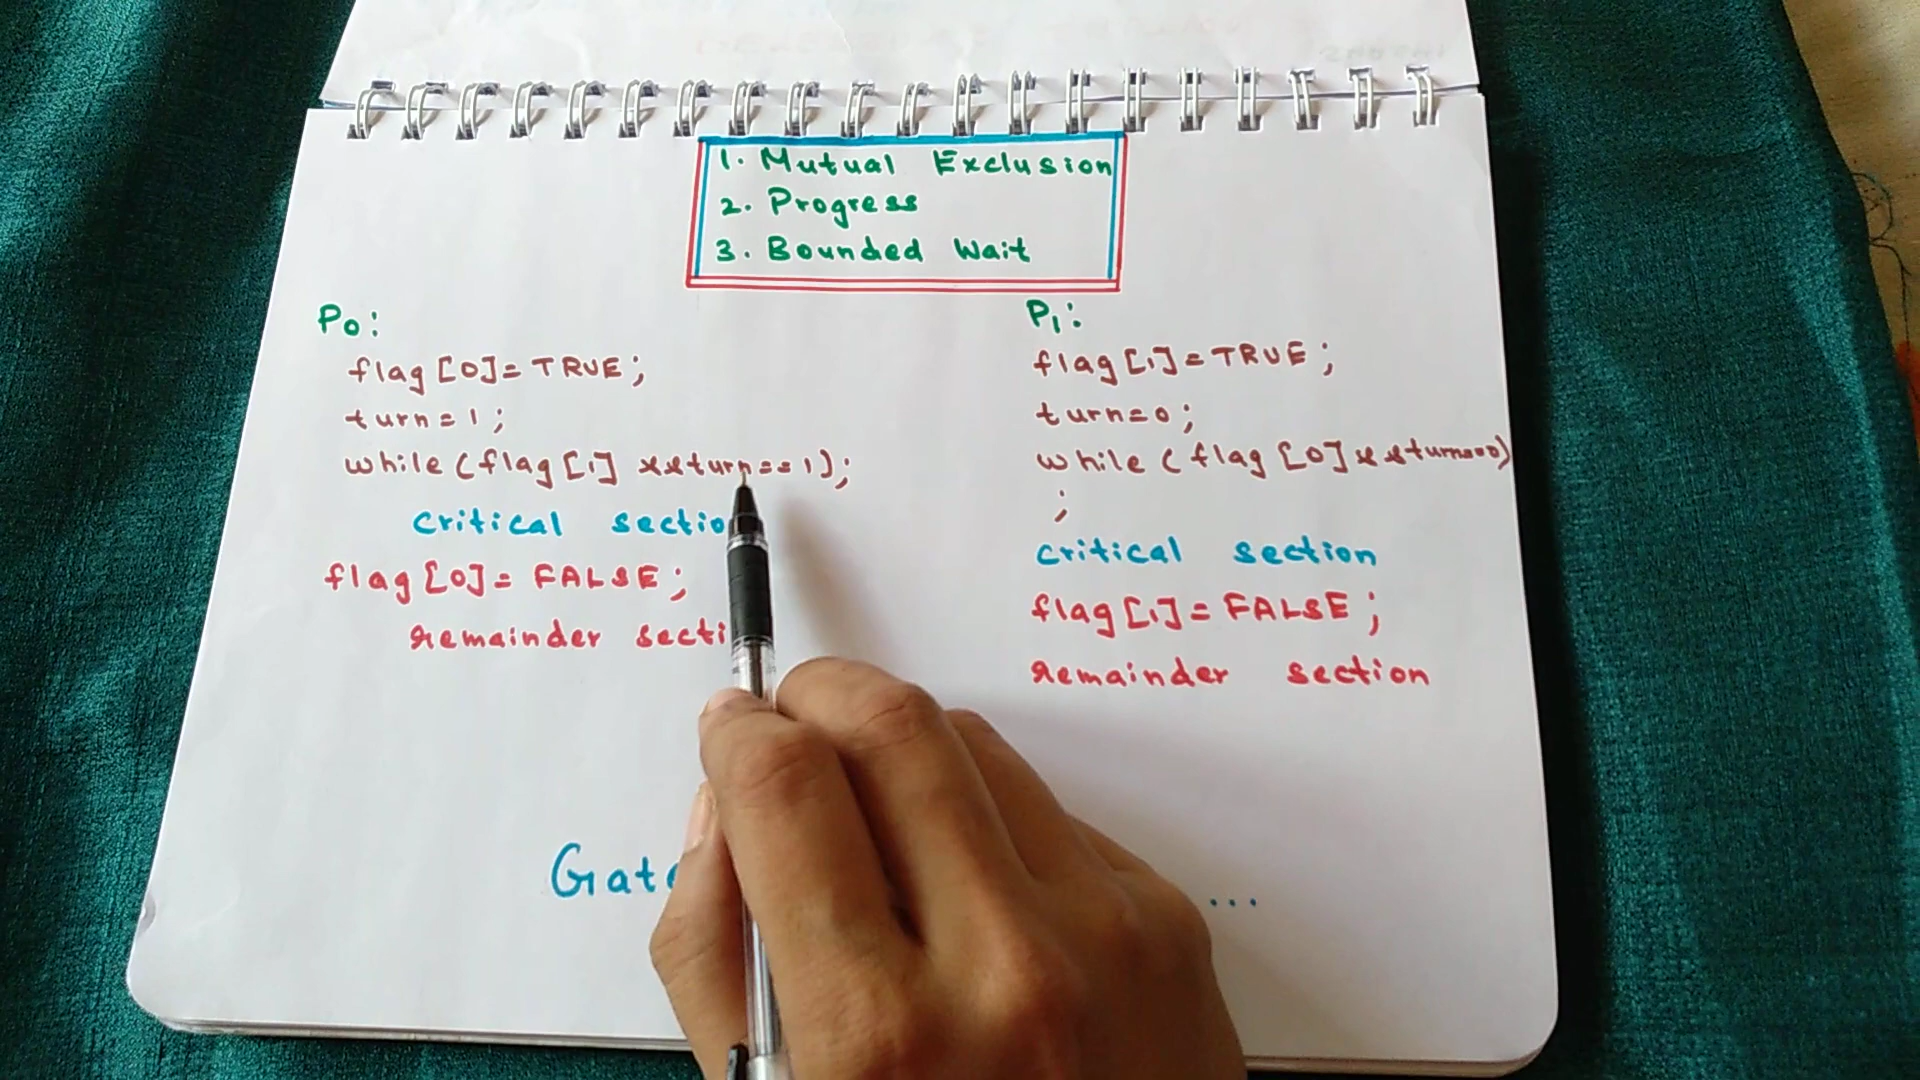 1. Mutual Exclusion
2. Progress
3. Bounded Wait
P0:
flag[0]= TRUE;
turn=1;
while(flag[1] &&turn==1);
critical section
flag[0]= FALSE;
remainder secti
P1:
flag[1]=TRUE;
turn=0;
while(flag[0]&&turn==0)
;
critical section
flag[1]=FALSE;
remainder section
...